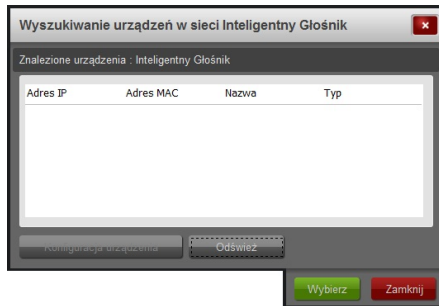 Wyszukiwanie urządzeń w sieci Inteligentny Głośnik
Znalezione urządzenia : Inteligentny Głośnik
Adres IP Adres MAC Nazwa Typ
Konfiguracja urządzenia Odśwież
Wybierz Zamknij